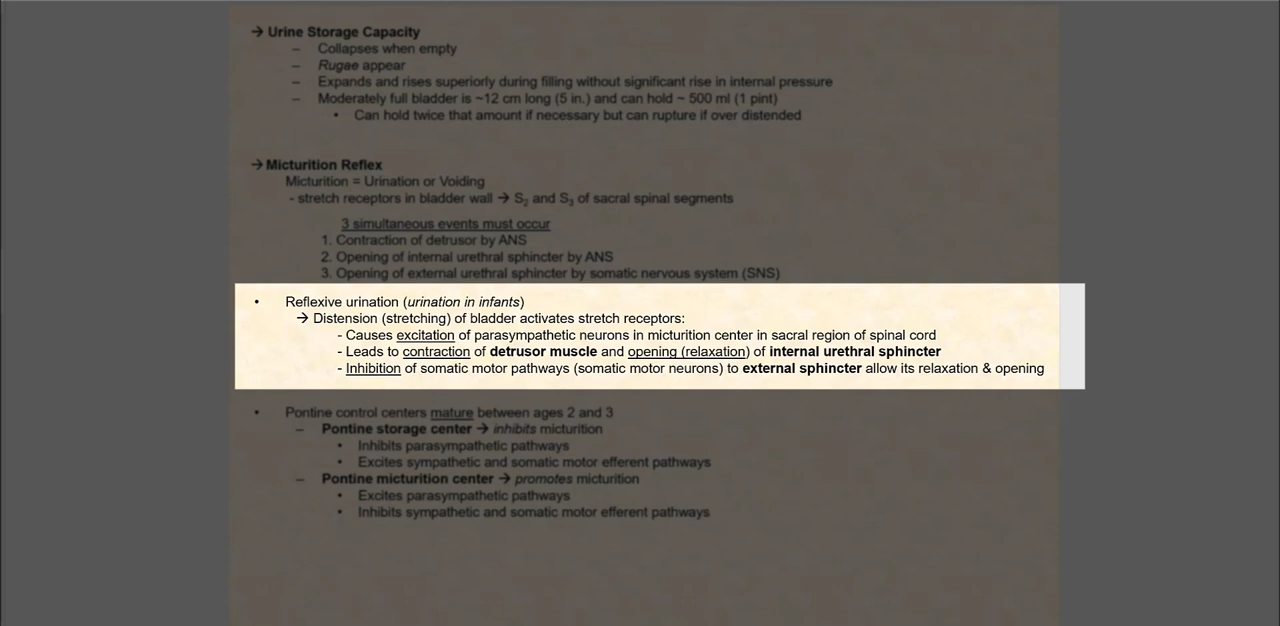 → Urine Storage Capacity
– Collapses when empty
– Rugae appear
– Expands and rises superiorly during filling without significant rise in internal pressure
– Moderately full bladder is ~12 cm long (5 in.) and can hold ~ 500 ml (1 pint)
• Can hold twice that amount if necessary but can rupture if over distended
→ Micturition Reflex
Micturition = Urination or Voiding
- stretch receptors in bladder wall → S₂ and S₃ of sacral spinal segments
3 simultaneous events must occur
1. Contraction of detrusor by ANS
2. Opening of internal urethral sphincter by ANS
3. Opening of external urethral sphincter by somatic nervous system (SNS)
• Reflexive urination (urination in infants)
→ Distension (stretching) of bladder activates stretch receptors:
- Causes excitation of parasympathetic neurons in micturition center in sacral region of spinal cord
- Leads to contraction of detrusor muscle and opening (relaxation) of internal urethral sphincter
- Inhibition of somatic motor pathways (somatic motor neurons) to external sphincter allow its relaxation & opening
• Pontine control centers mature between ages 2 and 3
– Pontine storage center → inhibits micturition
• Inhibits parasympathetic pathways
• Excites sympathetic and somatic motor efferent pathways
– Pontine micturition center → promotes micturition
• Excites parasympathetic pathways
• Inhibits sympathetic and somatic motor efferent pathways